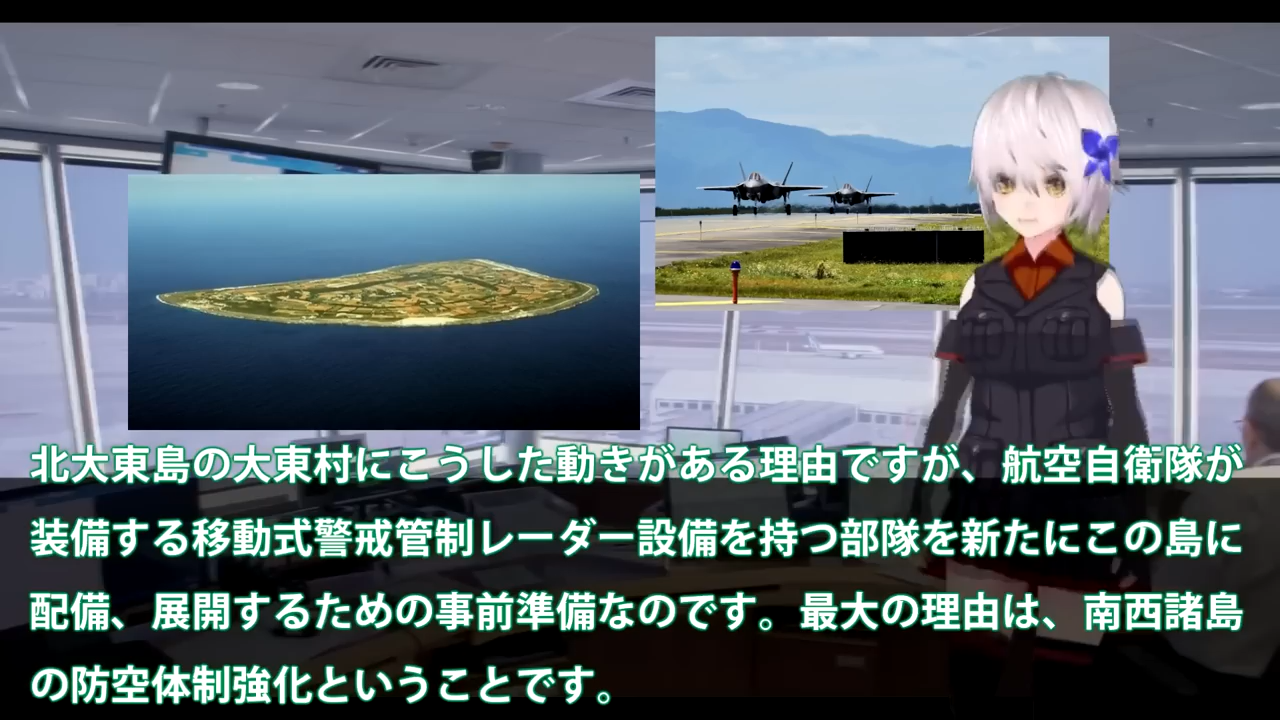 北大東島の大東村にこうした動きがある理由ですが、航空自衛隊が
装備する移動式警戒管制レーダー設備を持つ部隊を新たにこの島に
配備、展開するための事前準備なのです。最大の理由は、南西諸島
の防空体制強化ということです。